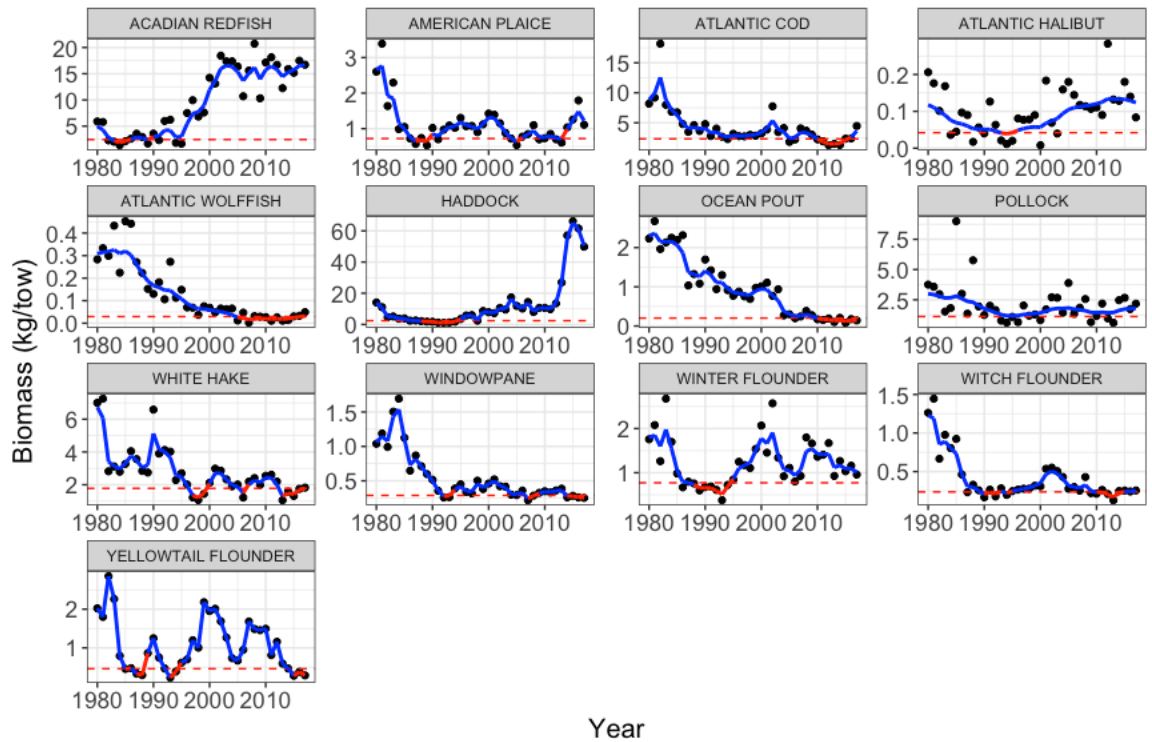 ACADIAN REDFISH
AMERICAN PLAICE
ATLANTIC COD
ATLANTIC HALIBUT
20
15
10
5
1980 1990 2000 2010
3
2
1
1980 1990 2000 2010
15
10
5
1980 1990 2000 2010
0.2
0.1
0.0
1980 1990 2000 2010
ATLANTIC WOLFFISH
HADDOCK
OCEAN POUT
POLLOCK
0.4
0.3
0.2
0.1
0.0
1980 1990 2000 2010
60
40
20
0
1980 1990 2000 2010
2
1
0
1980 1990 2000 2010
7.5
5.0
2.5
1980 1990 2000 2010
WHITE HAKE
WINDOWPANE
WINTER FLOUNDER
WITCH FLOUNDER
6
4
2
1980 1990 2000 2010
1.5
1.0
0.5
1980 1990 2000 2010
2
1
1980 1990 2000 2010
1.5
1.0
0.5
1980 1990 2000 2010
YELLOWTAIL FLOUNDER
2
1
1980 1990 2000 2010
Biomass (kg/tow)
Year